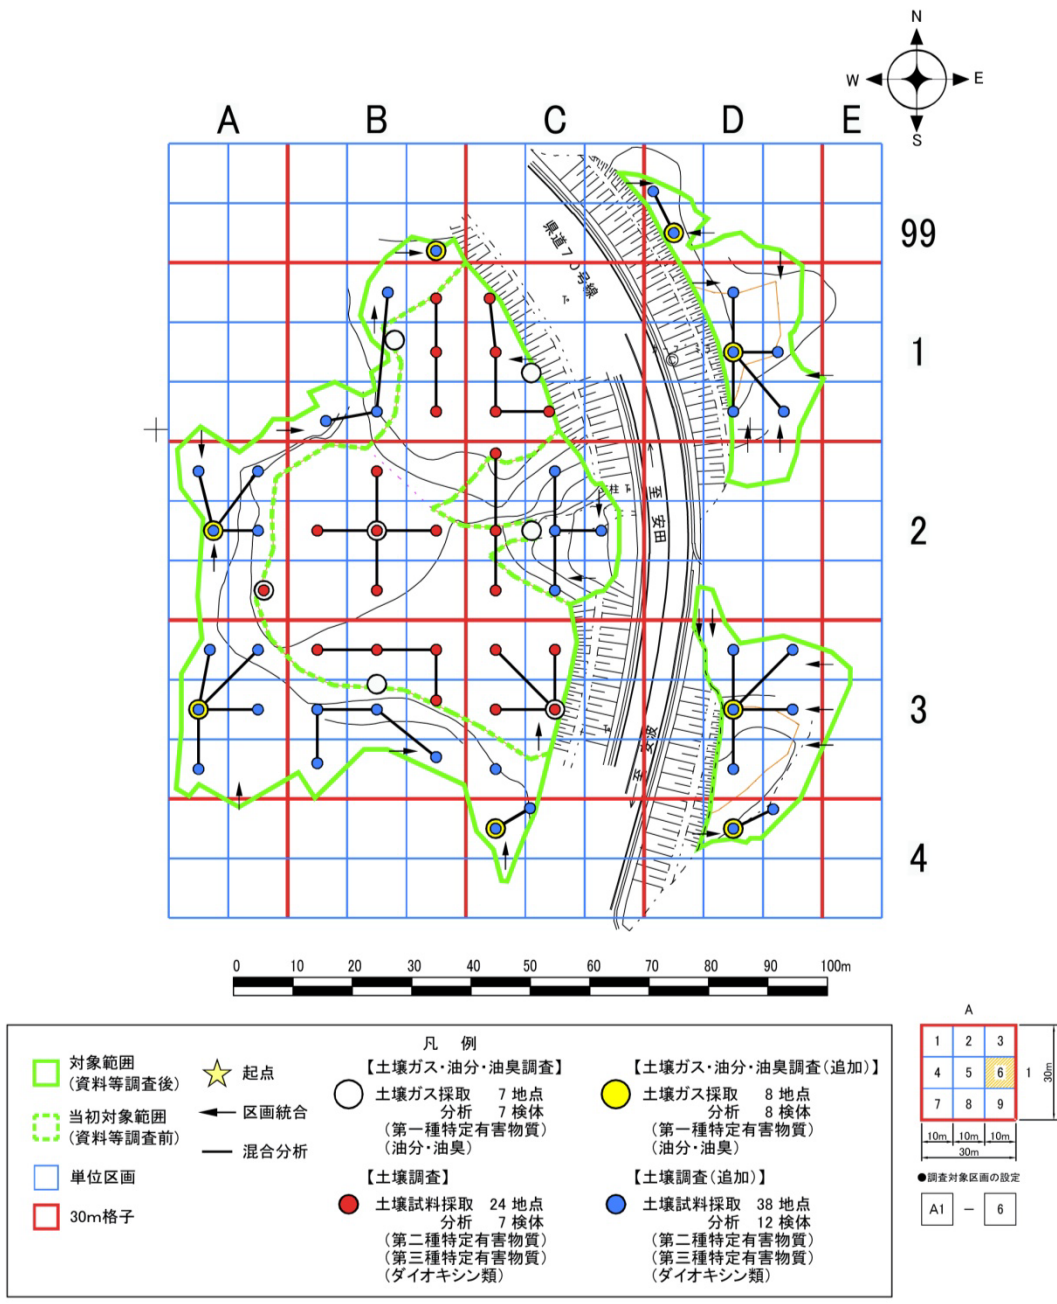 N
W
E
S
A
B
C
D
E
99
1
2
3
4
県道70号線
至 安田
柱
至 安波
0
10
20
30
40
50
60
70
80
90
100m
凡 例
対象範囲
(資料等調査後)
当初対象範囲
(資料等調査前)
単位区画
30m格子
起点
区画統合
混合分析
【土壌ガス・油分・油臭調査】
土壌ガス採取 7 地点
分析 7 検体
(第一種特定有害物質)
(油分・油臭)
【土壌調査】
土壌試料採取 24 地点
分析 7 検体
(第二種特定有害物質)
(第三種特定有害物質)
(ダイオキシン類)
【土壌ガス・油分・油臭調査(追加)】
土壌ガス採取 8 地点
分析 8 検体
(第一種特定有害物質)
(油分・油臭)
【土壌調査(追加)】
土壌試料採取 38 地点
分析 12 検体
(第二種特定有害物質)
(第三種特定有害物質)
(ダイオキシン類)
A
1 2 3
4 5 6
7 8 9
1
30m
10m 10m 10m
30m
●調査対象区画の設定
A1 − 6